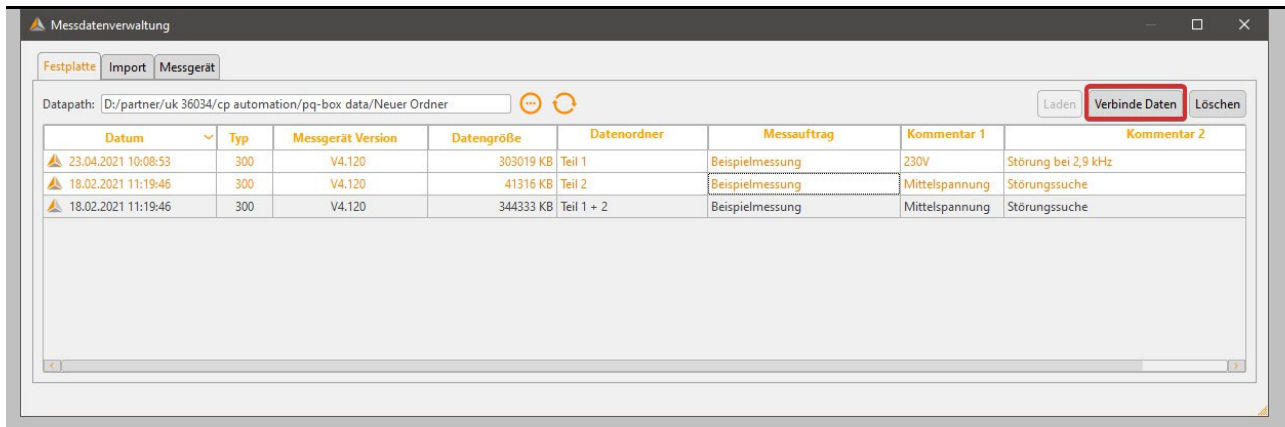 Messdatenverwaltung
Festplatte Import Messgerät
Datapath: D:/partner/uk 36034/cp automation/pq-box data/Neuer Ordner Laden Verbinde Daten Löschen
Datum Typ Messgerät Version Datengröße Datenordner Messauftrag Kommentar 1 Kommentar 2
23.04.2021 10:08:53 300 V4.120 303019 KB Teil 1 Beispielmessung 230V Störung bei 2,9 kHz
18.02.2021 11:19:46 300 V4.120 41316 KB Teil 2 Beispielmessung Mittelspannung Störungssuche
18.02.2021 11:19:46 300 V4.120 344333 KB Teil 1 + 2 Beispielmessung Mittelspannung Störungssuche